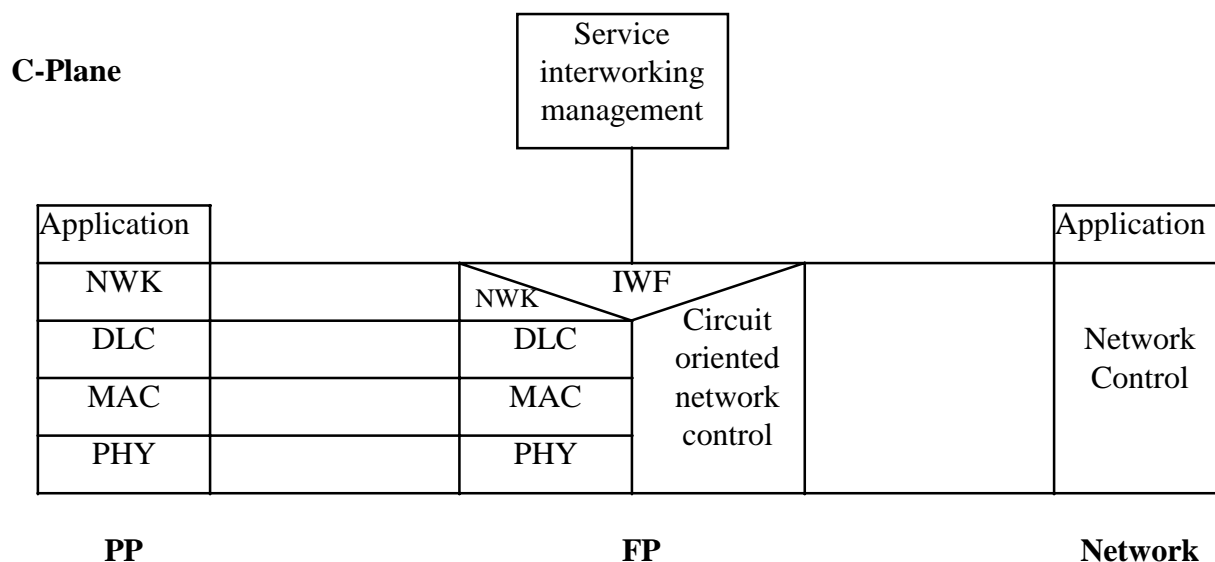 Service
interworking
management
C-Plane
Application
Application
NWK
NWK
IWF
DLC
DLC
MAC
MAC
PHY
PHY
Circuit
oriented
network
control
Network
Control
PP
FP
Network